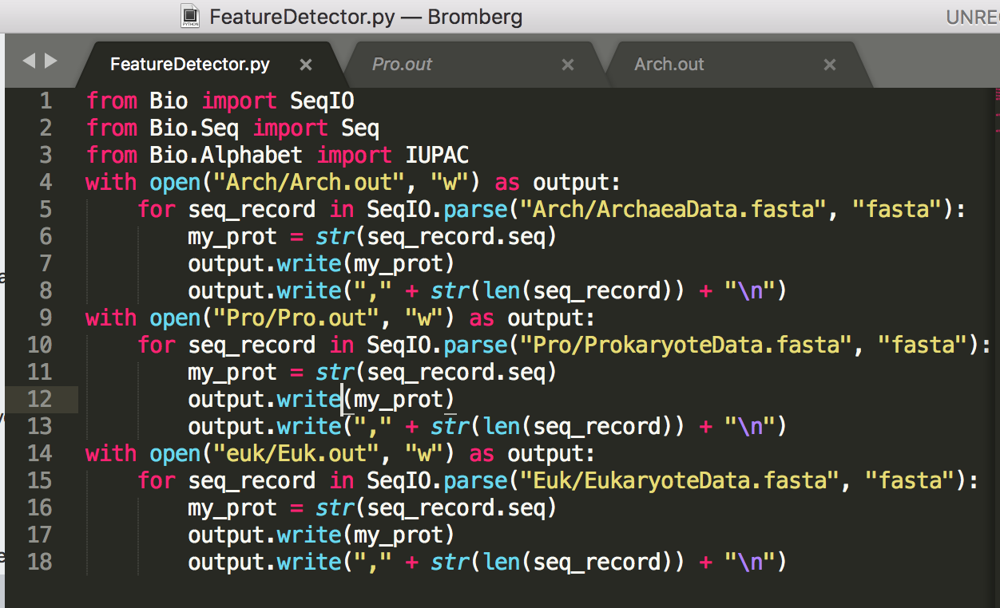 FeatureDetector.py — Bromberg
UNRE
FeatureDetector.py × Pro.out × Arch.out ×
1 from Bio import SeqIO
2 from Bio.Seq import Seq
3 from Bio.Alphabet import IUPAC
4 with open("Arch/Arch.out", "w") as output:
5     for seq_record in SeqIO.parse("Arch/ArchaeaData.fasta", "fasta"):
6         my_prot = str(seq_record.seq)
7         output.write(my_prot)
8         output.write("," + str(len(seq_record)) + "\n")
9 with open("Pro/Pro.out", "w") as output:
10     for seq_record in SeqIO.parse("Pro/ProkaryoteData.fasta", "fasta"):
11         my_prot = str(seq_record.seq)
12         output.write(my_prot)
13         output.write("," + str(len(seq_record)) + "\n")
14 with open("euk/Euk.out", "w") as output:
15     for seq_record in SeqIO.parse("Euk/EukaryoteData.fasta", "fasta"):
16         my_prot = str(seq_record.seq)
17         output.write(my_prot)
18         output.write("," + str(len(seq_record)) + "\n")